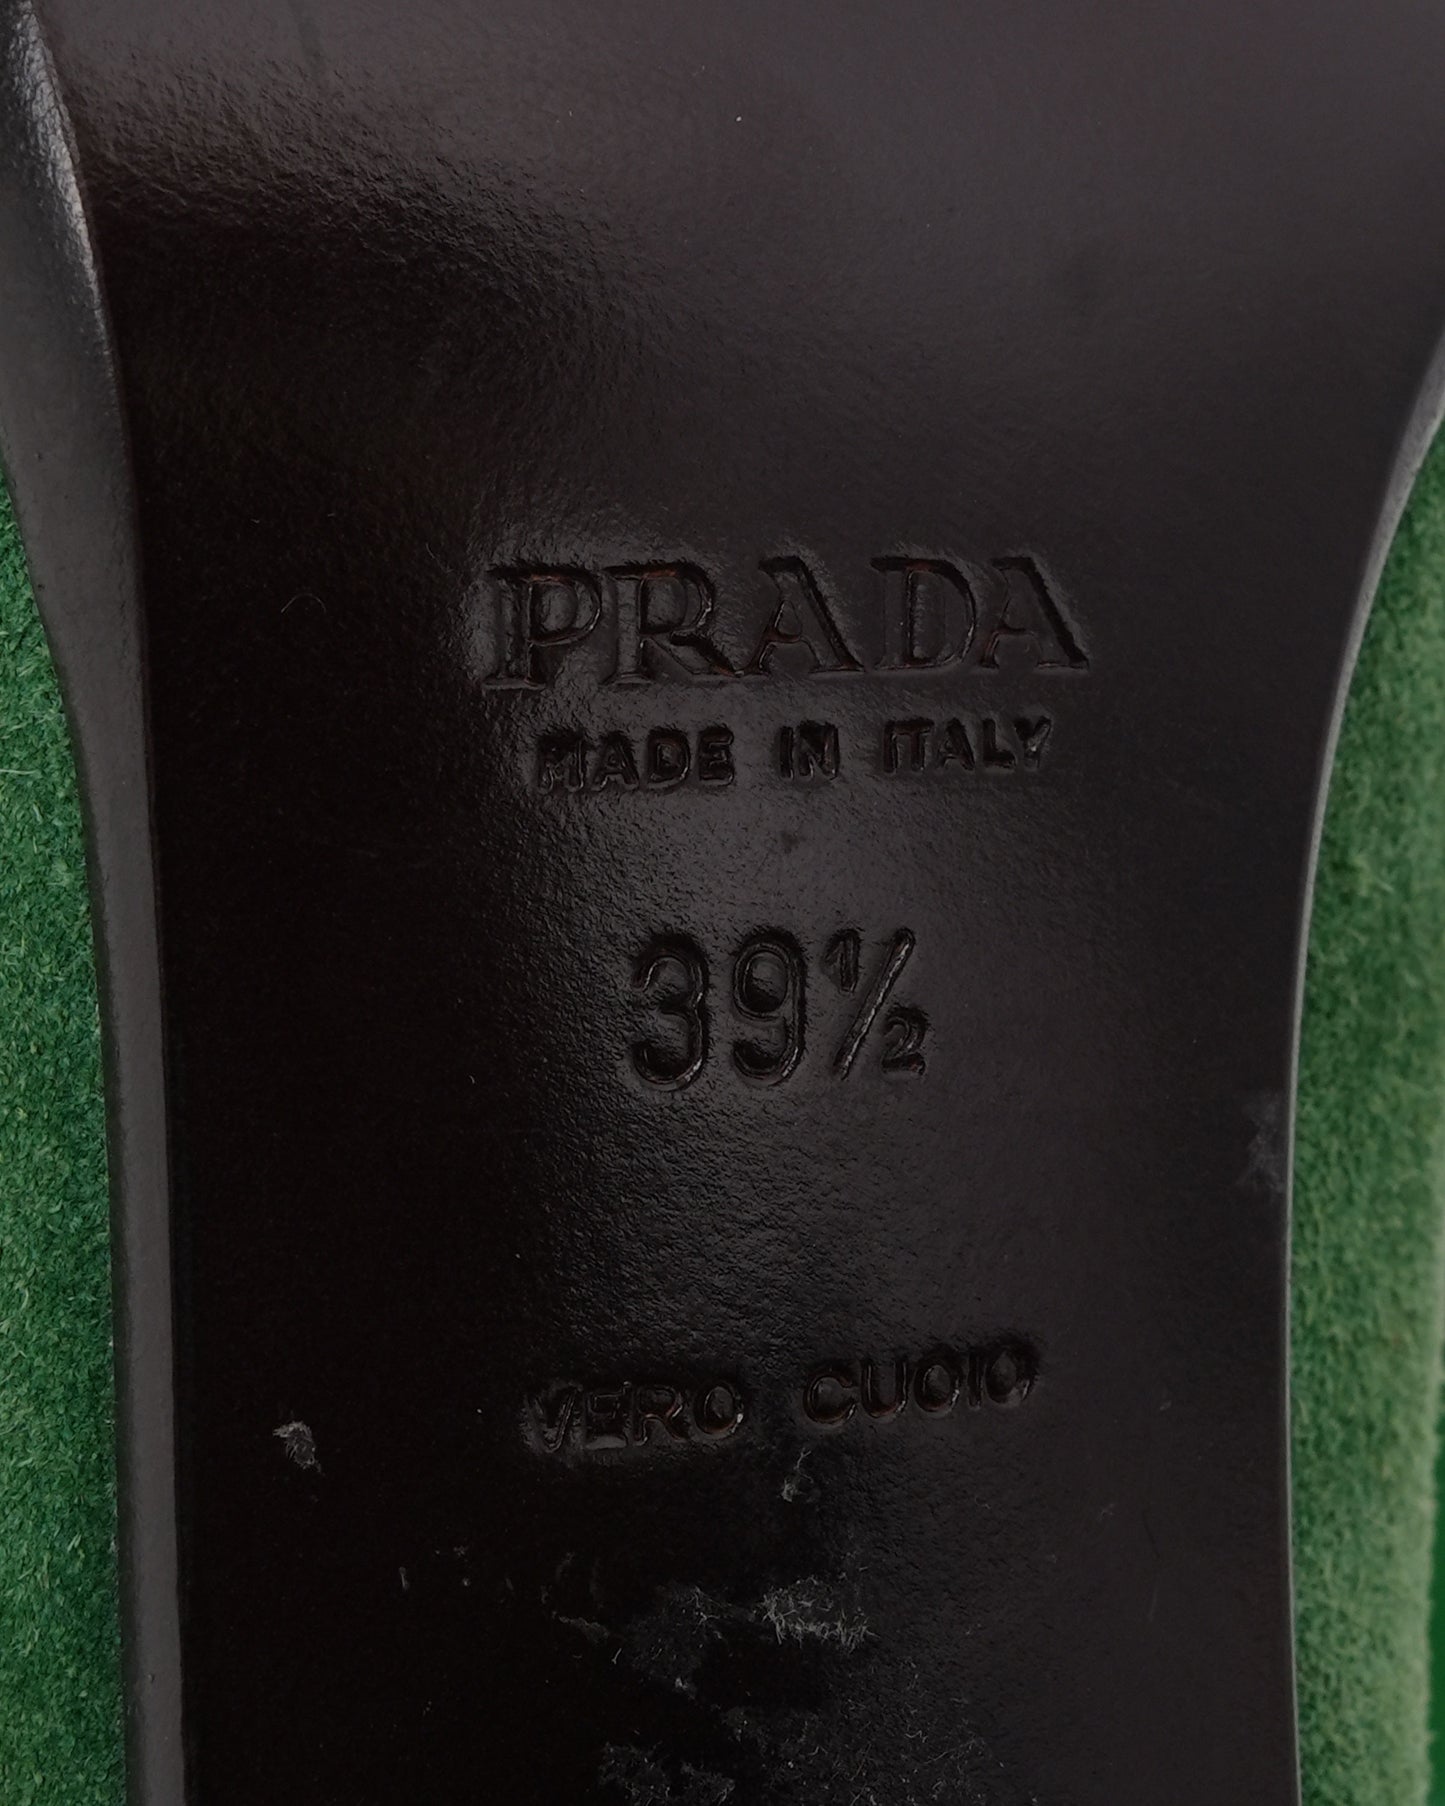 PRADA
MADE IN ITALY
39½
VERO CUOIO